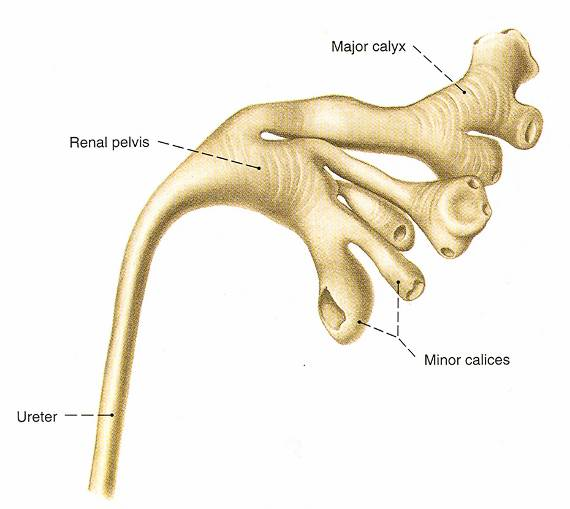 Major calyx
Renal pelvis
Minor calices
Ureter